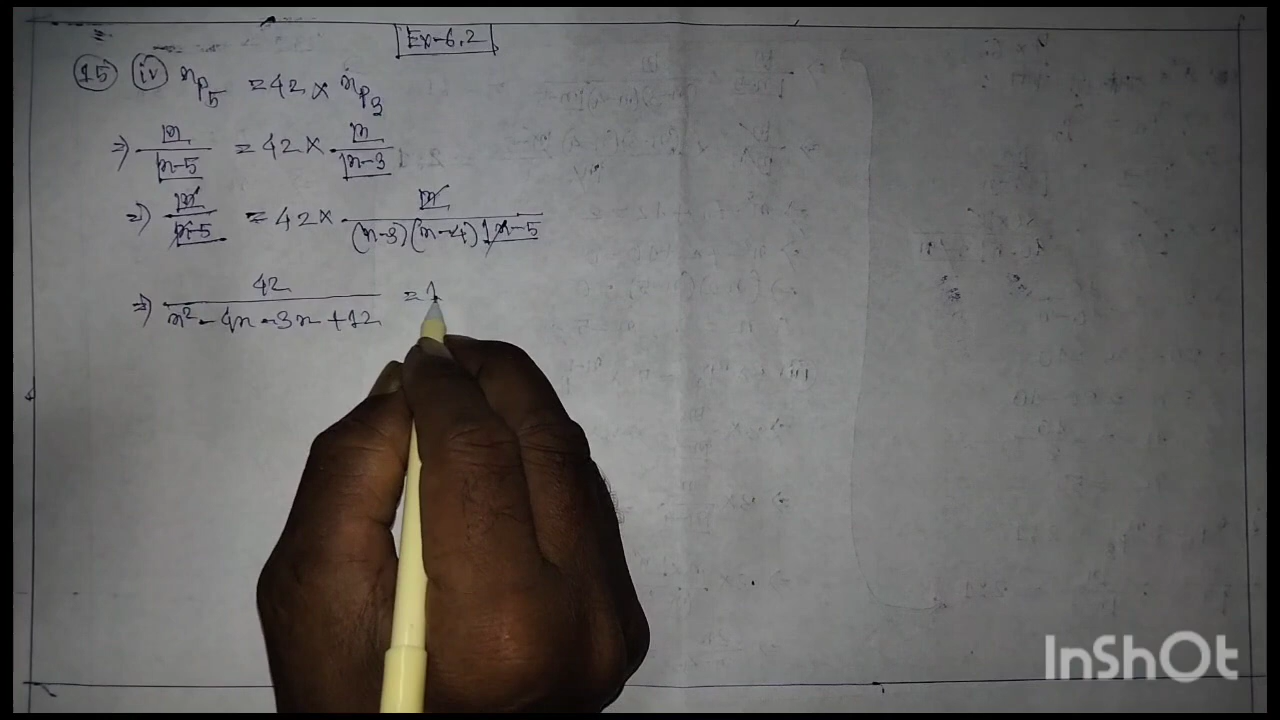 Ex-6.2
15 iv nP5 = 42 × nP3
⇒ |n / |n-5 = 42 × |n / |n-3
⇒ |n / |n-5 = 42 × |n / (n-3)(n-4) |n-5
⇒ 42 / n² - 4n - 3n + 12 = 1
InShOt